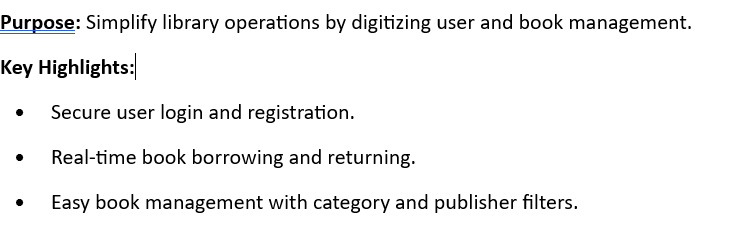 Purpose: Simplify library operations by digitizing user and book management.
Key Highlights:
• Secure user login and registration.
• Real-time book borrowing and returning.
• Easy book management with category and publisher filters.